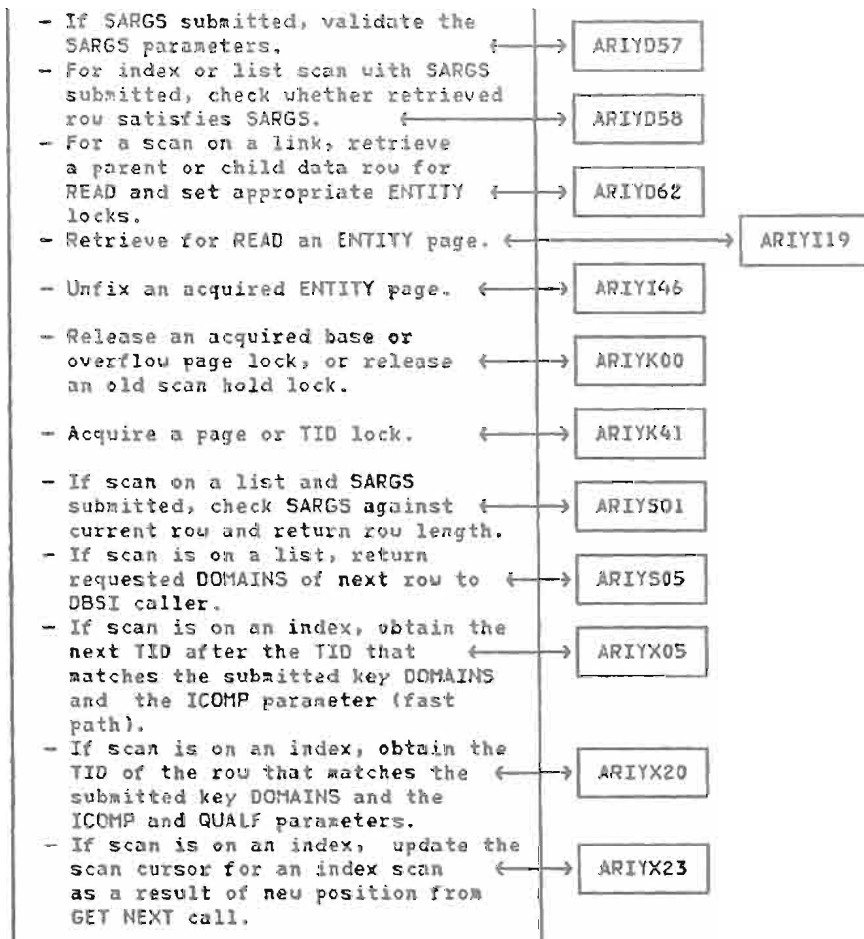 - If SARGS submitted, validate the
SARGS parameters. ARIYD57
- For index or list scan with SARGS
submitted, check whether retrieved
row satisfies SARGS. ARIYD58
- For a scan on a link, retrieve
a parent or child data row for
READ and set appropriate ENTITY ARIYD62
locks.
- Retrieve for READ an ENTITY page. ARIYI19
- Unfix an acquired ENTITY page. ARIYI46
- Release an acquired base or
overflow page lock, or release ARIYK00
an old scan hold lock.
- Acquire a page or TID lock. ARIYK41
- If scan on a list and SARGS
submitted, check SARGS against ARIYS01
current row and return row length.
- If scan is on a list, return
requested DOMAINS of next row to ARIYS05
DBSI caller.
- If scan is on an index, obtain the
next TID after the TID that ARIYX05
matches the submitted key DOMAINS
and the ICOMP parameter (fast
path).
- If scan is on an index, obtain the
TID of the row that matches the ARIYX20
submitted key DOMAINS and the
ICOMP and QUALF parameters.
- If scan is on an index, update the
scan cursor for an index scan ARIYX23
as a result of new position from
GET NEXT call.